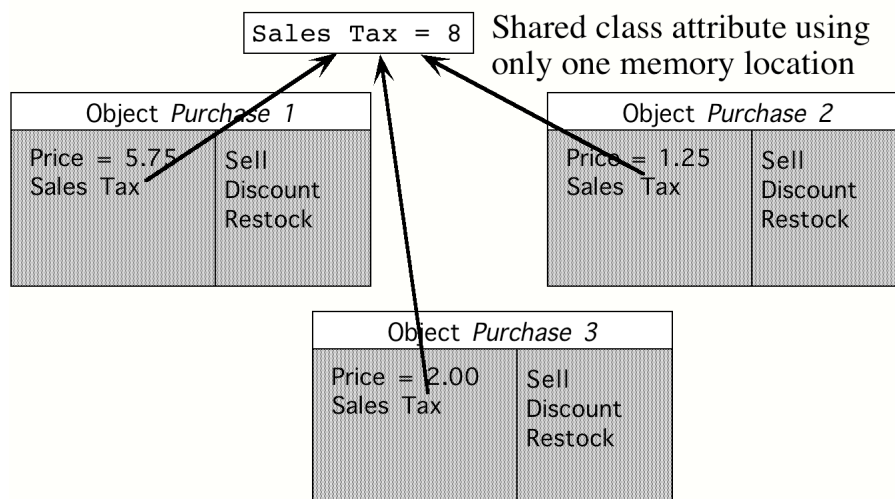 Sales Tax = 8
Shared class attribute using
only one memory location
Object Purchase 1
Price = 5.75
Sales Tax
Sell
Discount
Restock
Object Purchase 2
Price = 1.25
Sales Tax
Sell
Discount
Restock
Object Purchase 3
Price = 2.00
Sales Tax
Sell
Discount
Restock